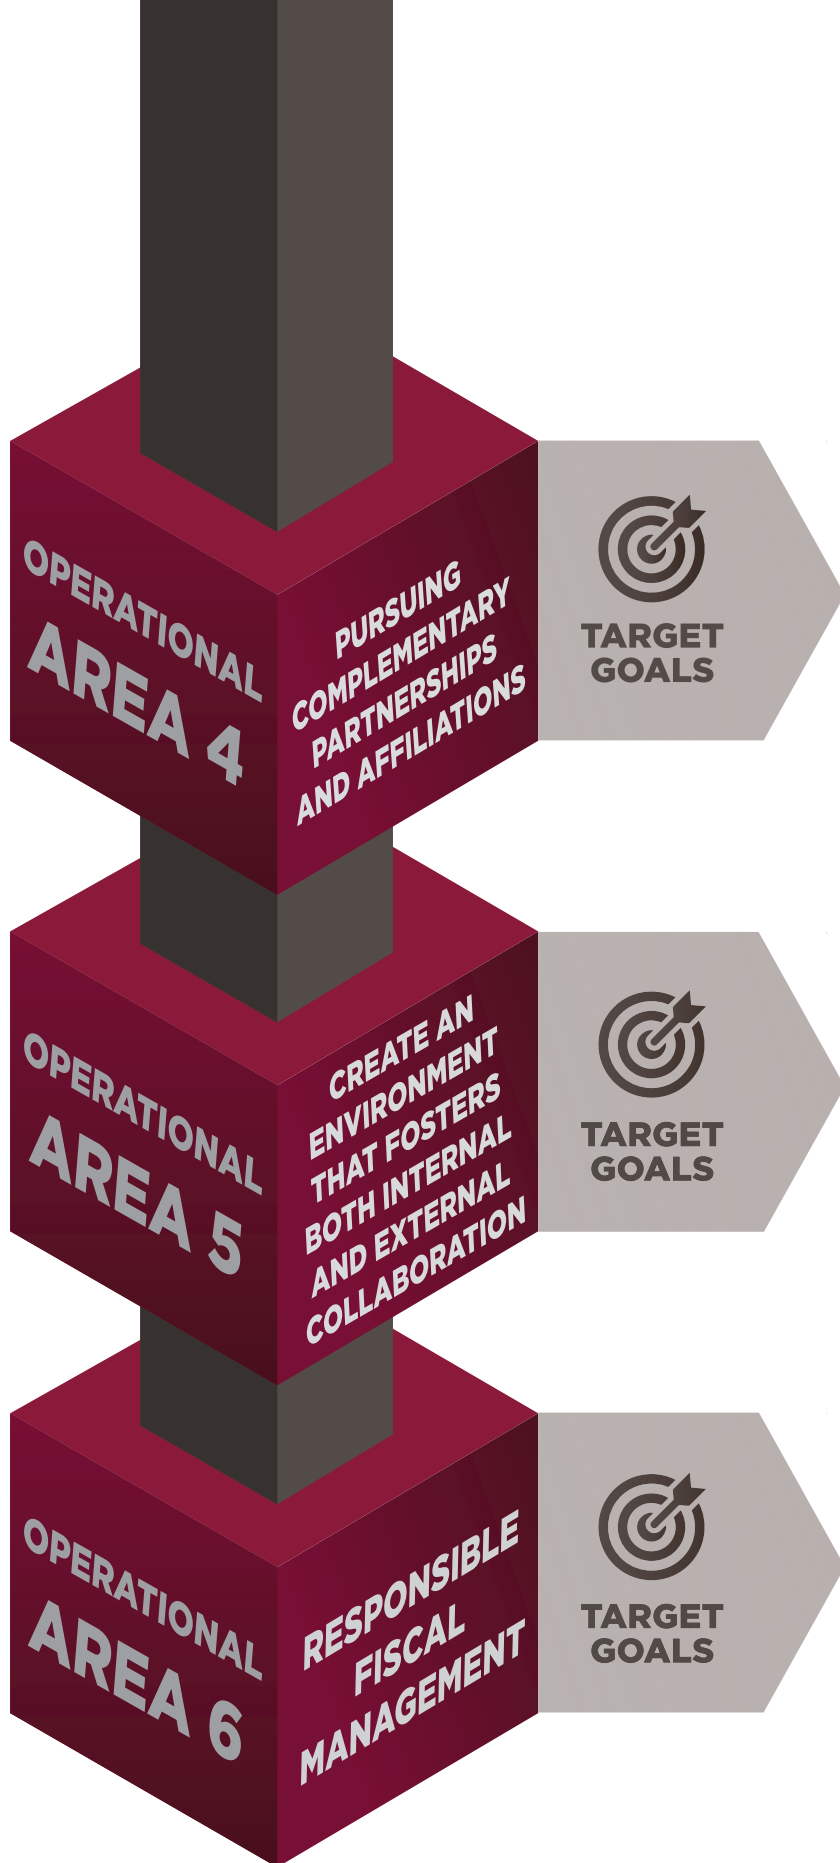 OPERATIONAL
AREA 4
PURSUING
COMPLEMENTARY
PARTNERSHIPS
AND AFFILIATIONS
TARGET
GOALS
OPERATIONAL
AREA 5
CREATE AN
ENVIRONMENT
THAT FOSTERS
BOTH INTERNAL
AND EXTERNAL
COLLABORATION
TARGET
GOALS
OPERATIONAL
AREA 6
RESPONSIBLE
FISCAL
MANAGEMENT
TARGET
GOALS